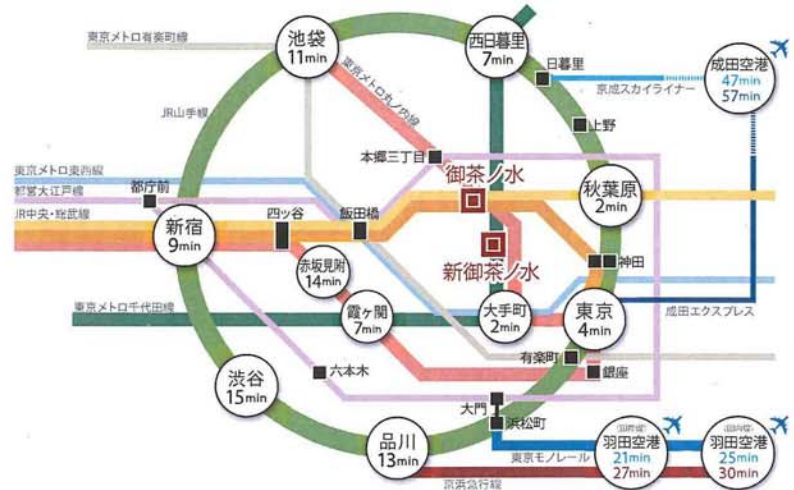 東京メトロ有楽町線
池袋
11min
西日暮里
7min
日暮里
成田空港
47min
57min
京成スカイライナー
JR山手線
東京メトロ丸ノ内線
上野
本郷三丁目
東京メトロ東西線
都営大江戸線
都庁前
御茶ノ水
秋葉原
2min
JR中央・総武線
新宿
9min
四ッ谷
飯田橋
赤坂見附
14min
新御茶ノ水
神田
東京メトロ千代田線
霞ヶ関
7min
大手町
2min
東京
4min
成田エクスプレス
有楽町
六本木
銀座
渋谷
15min
大門
浜松町
品川
13min
東京モノレール
(国際線)
羽田空港
21min
27min
(国内線)
羽田空港
25min
30min
京浜急行線